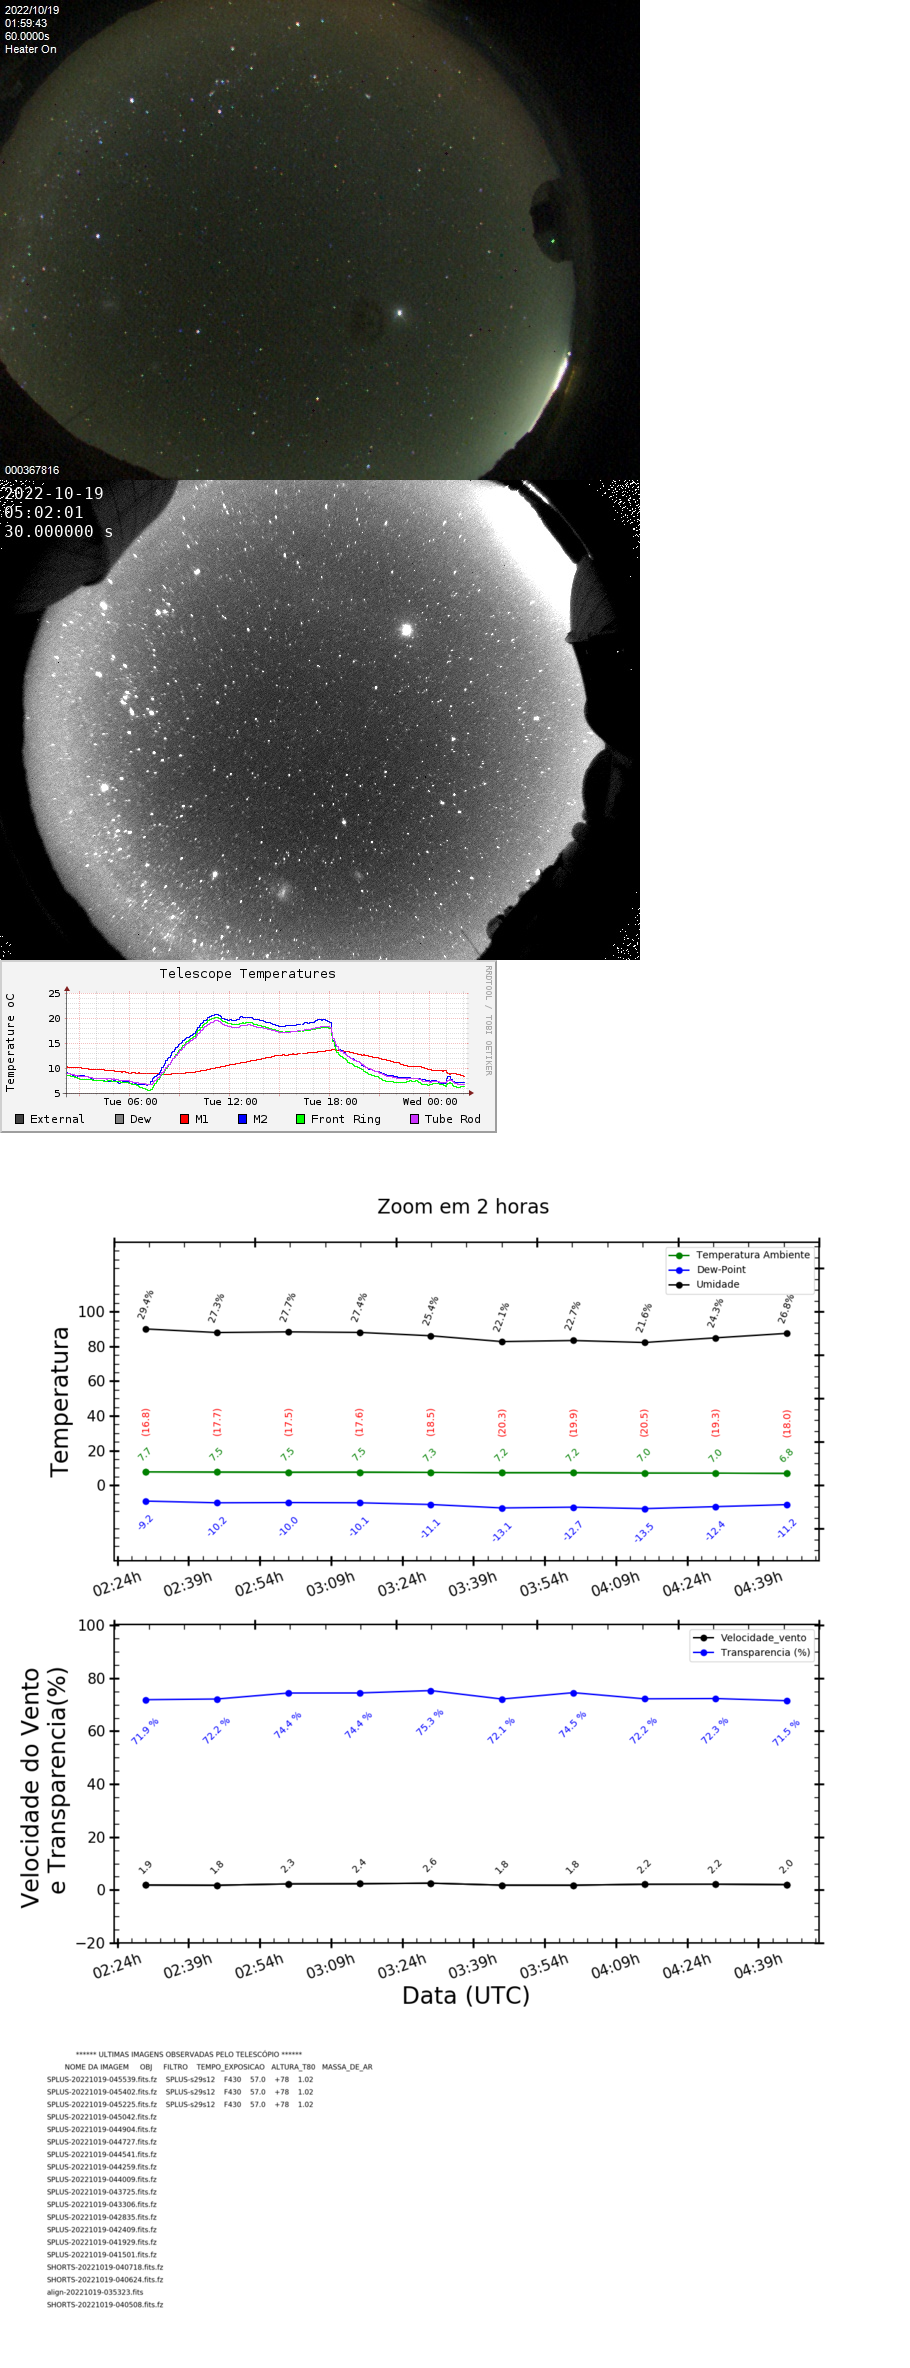 2022/10/19
01:59:43
60.0000s
Heater On
000367816
2022-10-19
05:02:01
30.000000 s
Telescope Temperatures
RRDTOOL / TOBI OETIKER
Temperature oC
25
20
15
10
5
Tue 06:00 Tue 12:00 Tue 18:00 Wed 00:00
External Dew M1 M2 Front Ring Tube Rod
Zoom em 2 horas
Temperatura Ambiente
Dew-Point
Umidade
Temperatura
100
80
60
40
20
0
29.4% 27.3% 27.7% 27.4% 25.4% 22.1% 22.7% 21.6% 24.3% 26.8%
(16.8) (17.7) (17.5) (17.6) (18.5) (20.3) (19.9) (20.5) (19.3) (18.0)
7.7 7.5 7.5 7.5 7.3 7.2 7.2 7.0 7.0 6.8
-9.2 -10.2 -10.0 -10.1 -11.1 -13.1 -12.7 -13.5 -12.4 -11.2
02:24h 02:39h 02:54h 03:09h 03:24h 03:39h 03:54h 04:09h 04:24h 04:39h
Velocidade_vento
Transparencia (%)
Velocidade do Vento
e Transparencia(%)
100
80
60
40
20
0
−20
71.9 % 72.2 % 74.4 % 74.4 % 75.3 % 72.1 % 74.5 % 72.2 % 72.3 % 71.5 %
1.9 1.8 2.3 2.4 2.6 1.8 1.8 2.2 2.2 2.0
02:24h 02:39h 02:54h 03:09h 03:24h 03:39h 03:54h 04:09h 04:24h 04:39h
Data (UTC)
****** ULTIMAS IMAGENS OBSERVADAS PELO TELESCÓPIO ******
NOME DA IMAGEM OBJ FILTRO TEMPO_EXPOSICAO ALTURA_T80 MASSA_DE_AR
SPLUS-20221019-045539.fits.fz SPLUS-s29s12 F430 57.0 +78 1.02
SPLUS-20221019-045402.fits.fz SPLUS-s29s12 F430 57.0 +78 1.02
SPLUS-20221019-045225.fits.fz SPLUS-s29s12 F430 57.0 +78 1.02
SPLUS-20221019-045042.fits.fz
SPLUS-20221019-044904.fits.fz
SPLUS-20221019-044727.fits.fz
SPLUS-20221019-044541.fits.fz
SPLUS-20221019-044259.fits.fz
SPLUS-20221019-044009.fits.fz
SPLUS-20221019-043725.fits.fz
SPLUS-20221019-043306.fits.fz
SPLUS-20221019-042835.fits.fz
SPLUS-20221019-042409.fits.fz
SPLUS-20221019-041929.fits.fz
SPLUS-20221019-041501.fits.fz
SHORTS-20221019-040718.fits.fz
SHORTS-20221019-040624.fits.fz
align-20221019-035323.fits
SHORTS-20221019-040508.fits.fz